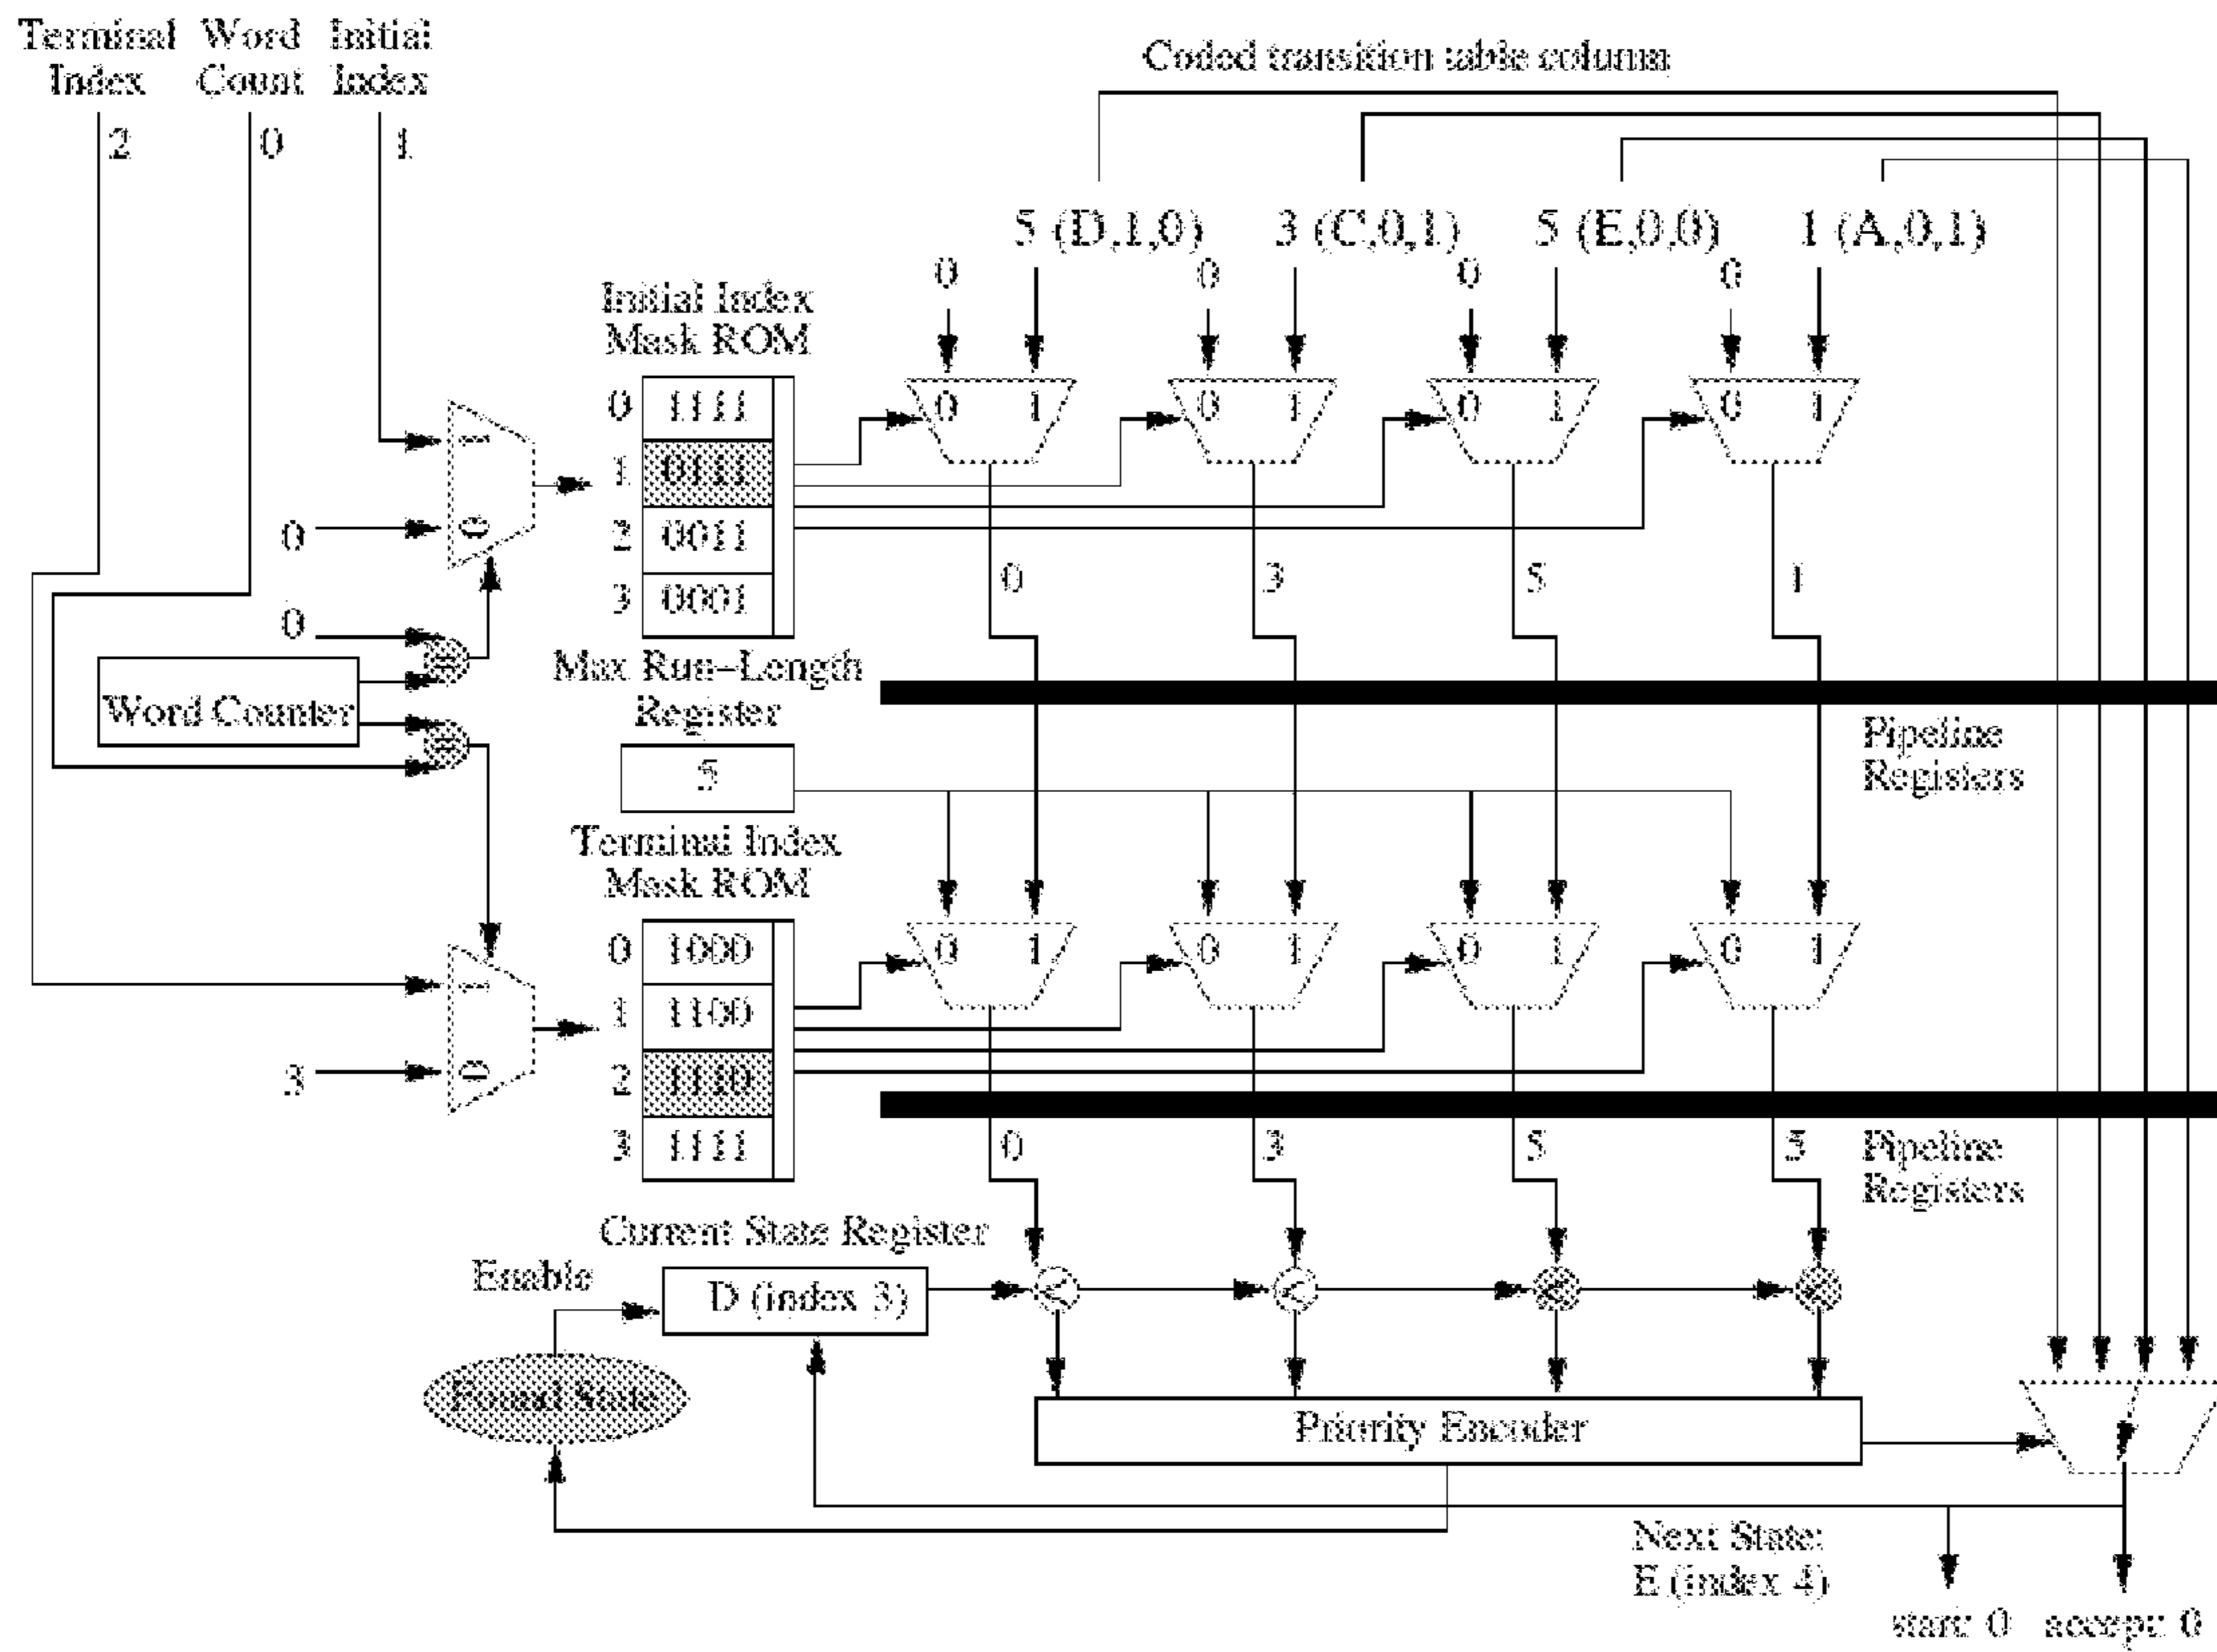 Terminal Index
Word Count
Initial Index
2
0
1
Coded transition table column
5 (D,1,0)
3 (C,0,1)
5 (E,0,0)
1 (A,0,1)
0
0
0
0
Initial Index
Mask ROM
0 1
0 1
0 1
0 1
0 1111
1 0111
2 0011
3 0001
1
0
0
0
=
Word Counter
=
0
3
5
1
Max Run-Length
Register
5
Pipeline
Registers
Terminal Index
Mask ROM
0 1
0 1
0 1
0 1
0 1000
1 1100
2 1110
3 1111
1
0
3
0
3
5
5
Pipeline
Registers
Current State Register
Enable
D (index 3)
<
<
<
<
Found State
Priority Encoder
Next State:
E (index 4)
start: 0
accept: 0